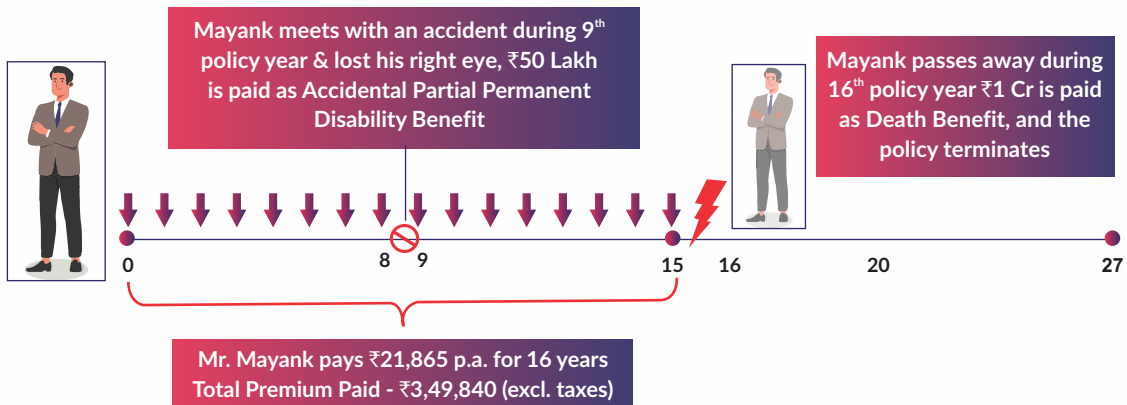 Mayank meets with an accident during 9th
policy year & lost his right eye, ₹50 Lakh
is paid as Accidental Partial Permanent
Disability Benefit
Mayank passes away during
16th policy year ₹1 Cr is paid
as Death Benefit, and the
policy terminates
0 8 9 15 16 20 27
Mr. Mayank pays ₹21,865 p.a. for 16 years
Total Premium Paid - ₹3,49,840 (excl. taxes)